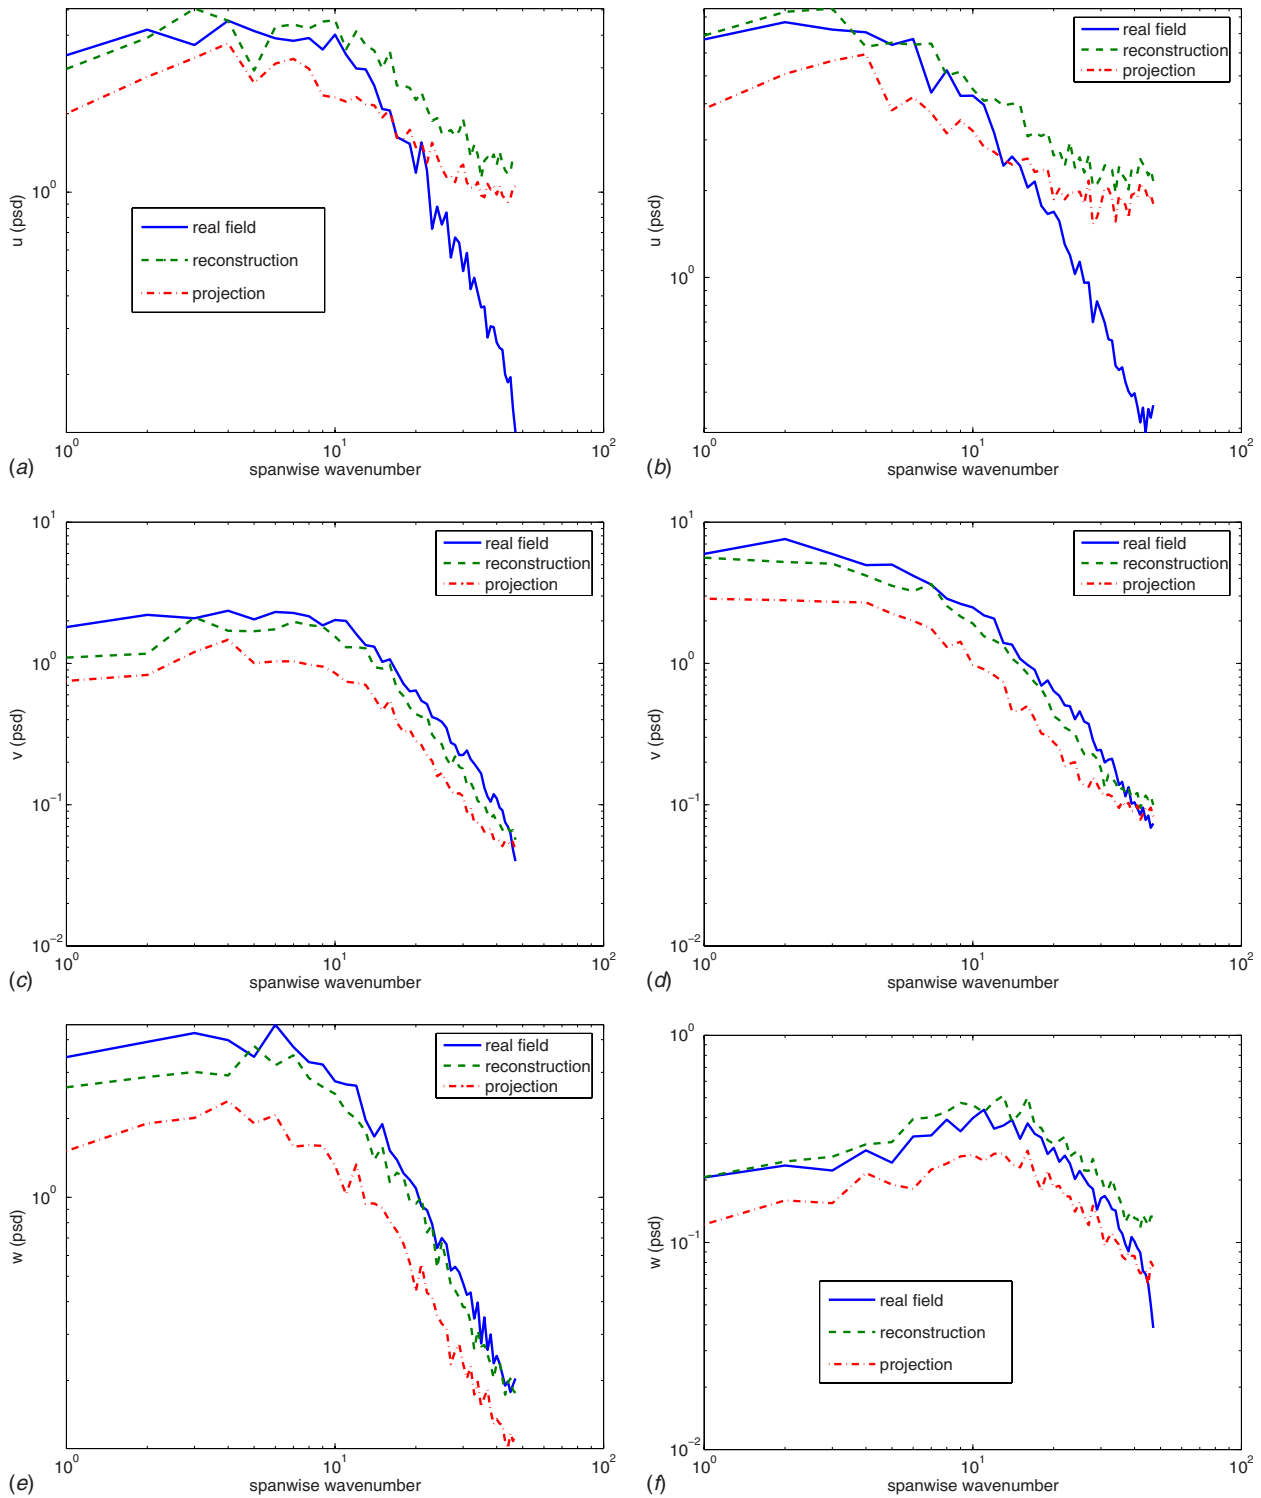 u (psd)
10^0
real field
reconstruction
projection
10^0
10^1
10^2
spanwise wavenumber
(a)
u (psd)
10^0
real field
reconstruction
projection
10^0
10^1
10^2
spanwise wavenumber
(b)
v (psd)
10^1
10^0
10^−1
10^−2
real field
reconstruction
projection
10^0
10^1
10^2
spanwise wavenumber
(c)
v (psd)
10^1
10^0
10^−1
10^−2
real field
reconstruction
projection
10^0
10^1
10^2
spanwise wavenumber
(d)
w (psd)
10^0
real field
reconstruction
projection
10^0
10^1
10^2
spanwise wavenumber
(e)
w (psd)
10^0
10^−1
10^−2
real field
reconstruction
projection
10^0
10^1
10^2
spanwise wavenumber
(f)